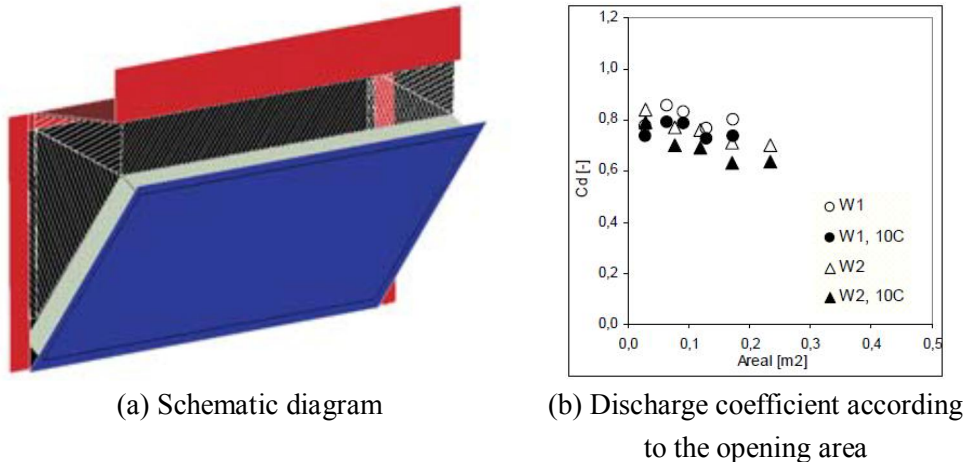 1,2
1,0
0,8
0,6
0,4
0,2
0,0
Cd [-]
W1
W1, 10C
W2
W2, 10C
0,0 0,1 0,2 0,3 0,4 0,5
Areal [m2]
(a) Schematic diagram
(b) Discharge coefficient according
to the opening area